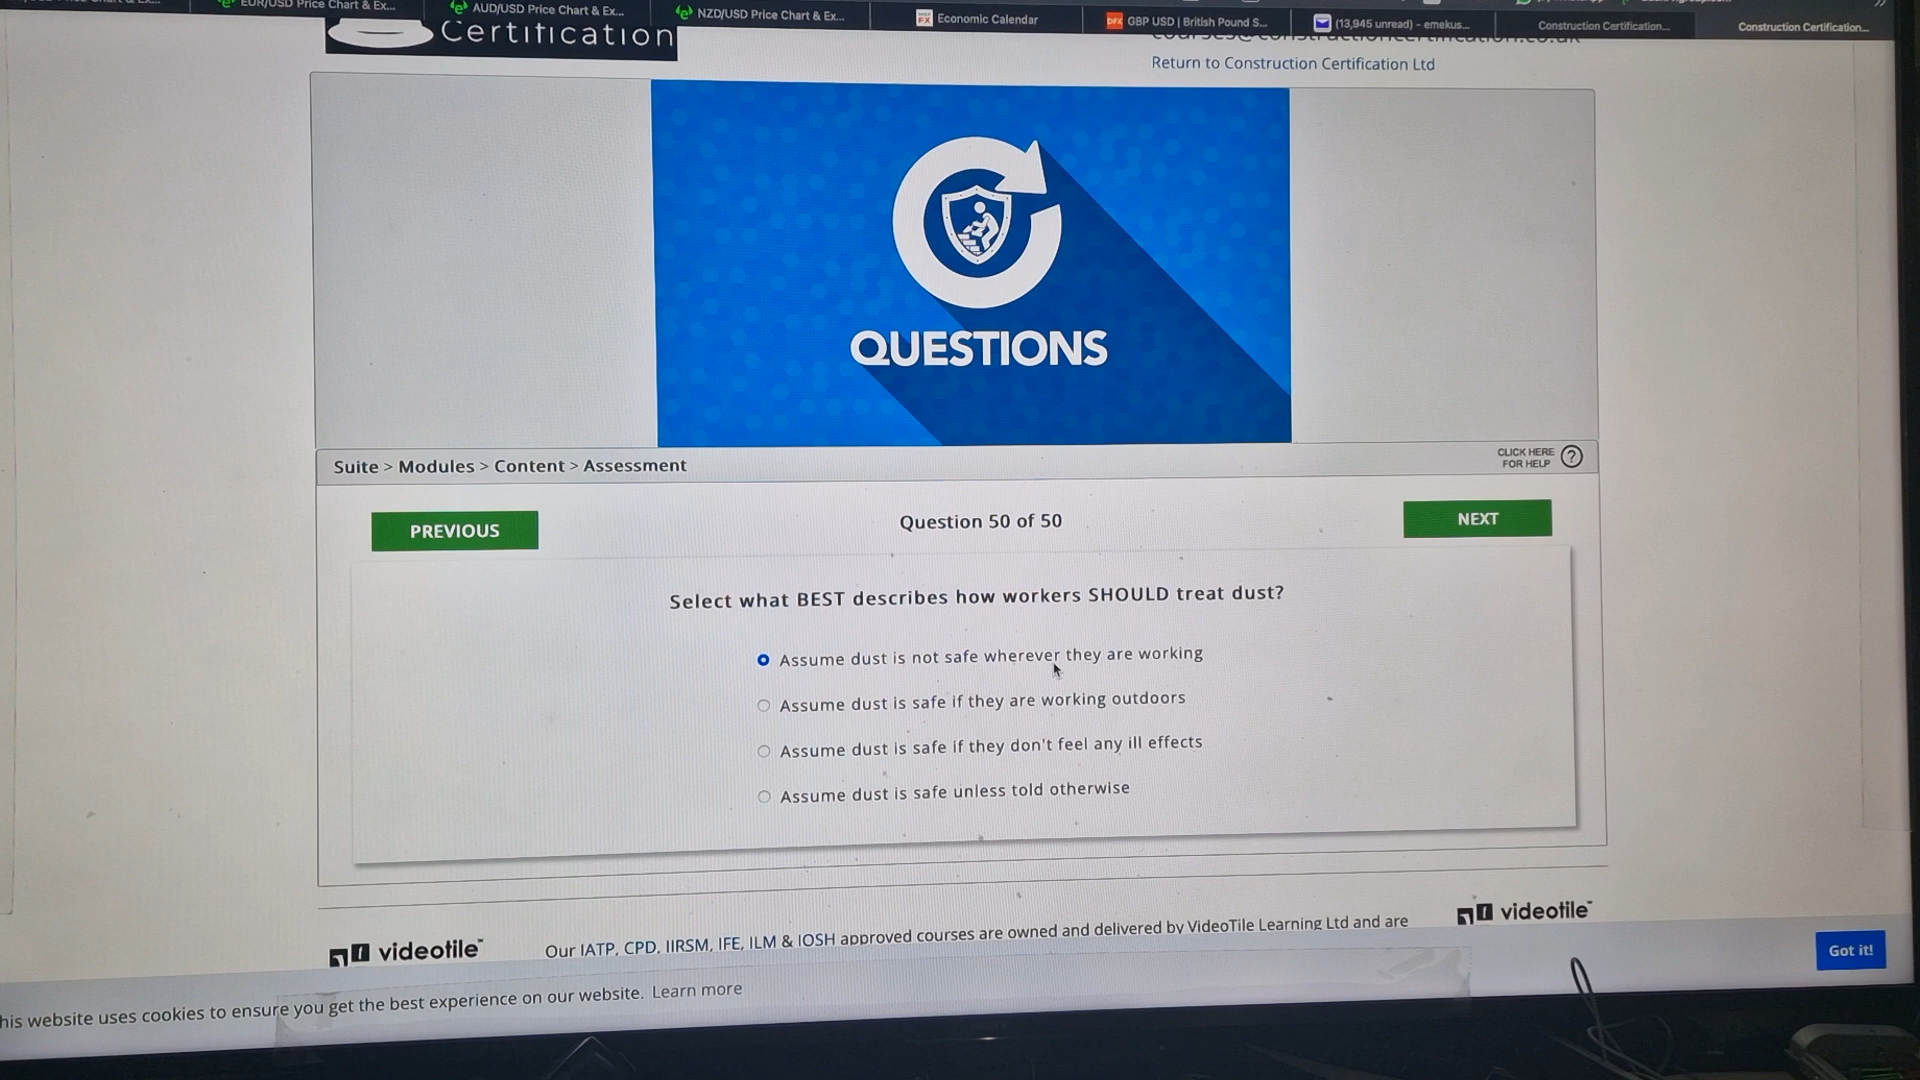 EUR/USD Price Chart & Ex...
AUD/USD Price Chart & Ex...
NZD/USD Price Chart & Ex...
Economic Calendar
GBP USD | British Pound S...
(13,945 unread) - emekus...
Construction Certification...
Construction Certification...
Certification
Return to Construction Certification Ltd
QUESTIONS
Suite > Modules > Content > Assessment
CLICK HERE
FOR HELP ?
PREVIOUS
Question 50 of 50
NEXT
Select what BEST describes how workers SHOULD treat dust?
Assume dust is not safe wherever they are working
Assume dust is safe if they are working outdoors
Assume dust is safe if they don't feel any ill effects
Assume dust is safe unless told otherwise
videotile
Our IATP, CPD, IIRSM, IFE, ILM & IOSH approved courses are owned and delivered by VideoTile Learning Ltd and are
videotile
his website uses cookies to ensure you get the best experience on our website. Learn more
Got it!